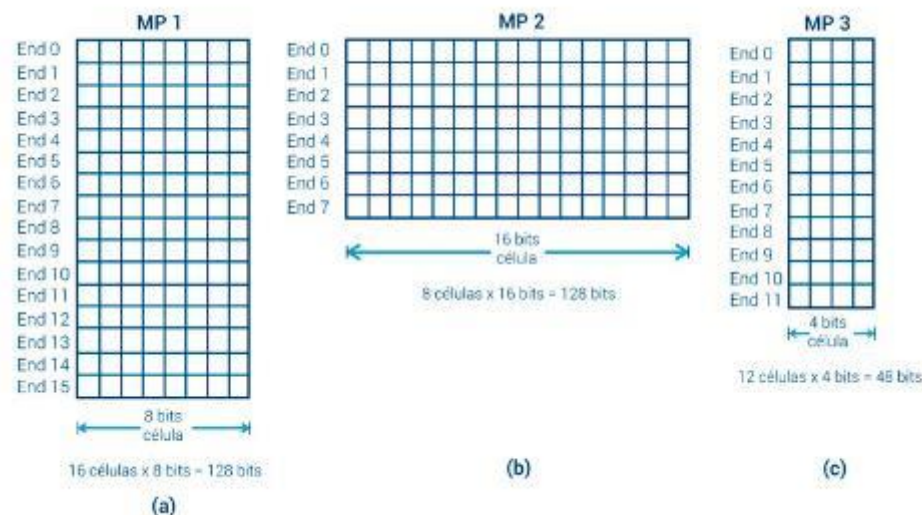 MP 1
End 0
End 1
End 2
End 3
End 4
End 5
End 6
End 7
End 8
End 9
End 10
End 11
End 12
End 13
End 14
End 15
8 bits
célula
16 células x 8 bits = 128 bits
(a)
MP 2
End 0
End 1
End 2
End 3
End 4
End 5
End 6
End 7
16 bits
célula
8 células x 16 bits = 128 bits
(b)
MP 3
End 0
End 1
End 2
End 3
End 4
End 5
End 6
End 7
End 8
End 9
End 10
End 11
4 bits
célula
12 células x 4 bits = 48 bits
(c)